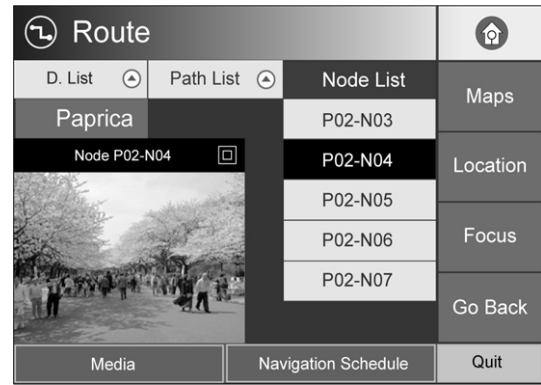 Route
D. List
Path List
Node List
Maps
Paprica
P02-N03
Node P02-N04
P02-N04
Location
P02-N05
P02-N06
Focus
P02-N07
Go Back
Media
Navigation Schedule
Quit